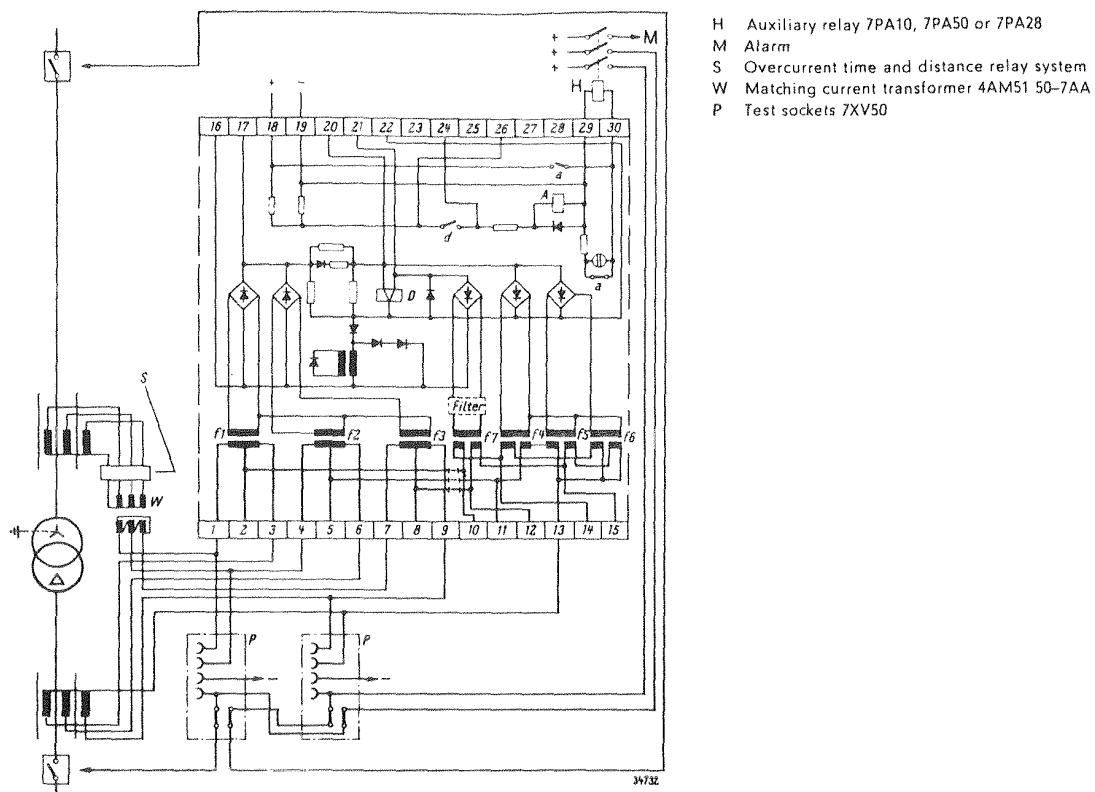 H Auxiliary relay 7PA10, 7PA50 or 7PA28
M Alarm
S Overcurrent time and distance relay system
W Matching current transformer 4AM51 50–7AA
P Test sockets 7XV50
+ M
+
+
H
+ –
16 17 18 19 20 21 22 23 24 25 26 27 28 29 30
a
A
d
a
D
S
Filter
f1 f2 f3 f7 f4 f5 f6
W
1 2 3 4 5 6 7 8 9 10 11 12 13 14 15
P P
34732